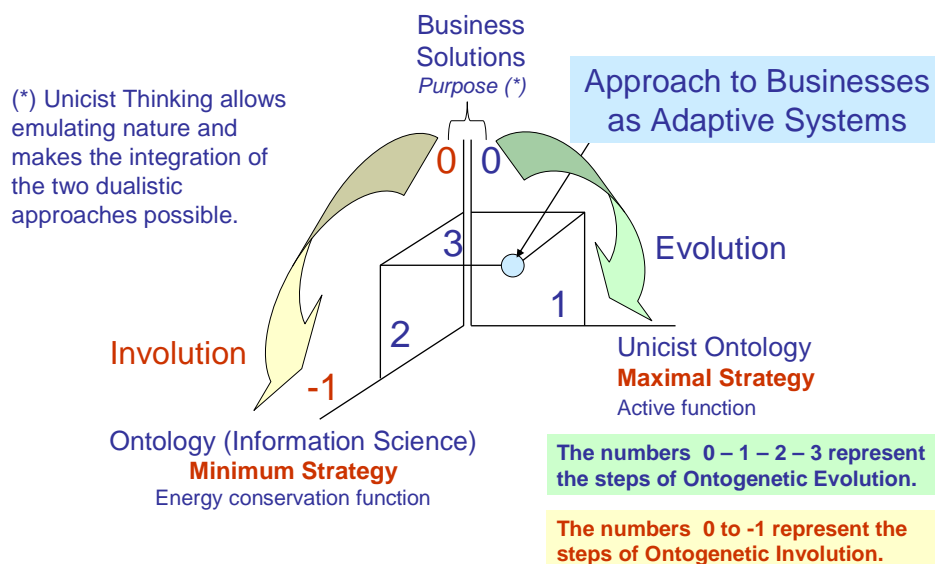 Business
Solutions
Purpose (*)
(*) Unicist Thinking allows
emulating nature and
makes the integration of
the two dualistic
approaches possible.
Approach to Businesses
as Adaptive Systems
0 0
3
Evolution
1
2
Involution
-1
Unicist Ontology
Maximal Strategy
Active function
Ontology (Information Science)
Minimum Strategy
Energy conservation function
The numbers 0 – 1 – 2 – 3 represent
the steps of Ontogenetic Evolution.
The numbers 0 to -1 represent the
steps of Ontogenetic Involution.